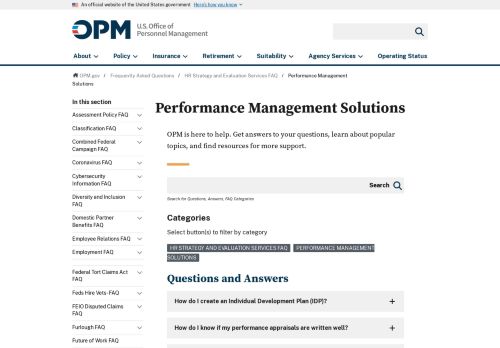 An official website of the United States government Here's how you know
OPM
U.S. Office of
Personnel Management
About Policy Insurance Retirement Suitability Agency Services Operating Status
OPM.gov / Frequently Asked Questions / HR Strategy and Evaluation Services FAQ / Performance Management
Solutions
In this section
Assessment Policy FAQ
Classification FAQ
Combined Federal
Campaign FAQ
Coronavirus FAQ
Cybersecurity
Information FAQ
Diversity and Inclusion
FAQ
Domestic Partner
Benefits FAQ
Employee Relations FAQ
Employment FAQ
Federal Tort Claims Act
FAQ
Feds Hire Vets- FAQ
FEIO Disputed Claims
FAQ
Furlough FAQ
Future of Work FAQ
Performance Management Solutions
OPM is here to help. Get answers to your questions, learn about popular
topics, and find resources for more support.
Search
Search for Questions, Answers, FAQ Categories
Categories
Select button(s) to filter by category
HR STRATEGY AND EVALUATION SERVICES FAQ PERFORMANCE MANAGEMENT
SOLUTIONS
Questions and Answers
How do I create an Individual Development Plan (IDP)? +
How do I know if my performance appraisals are written well? +